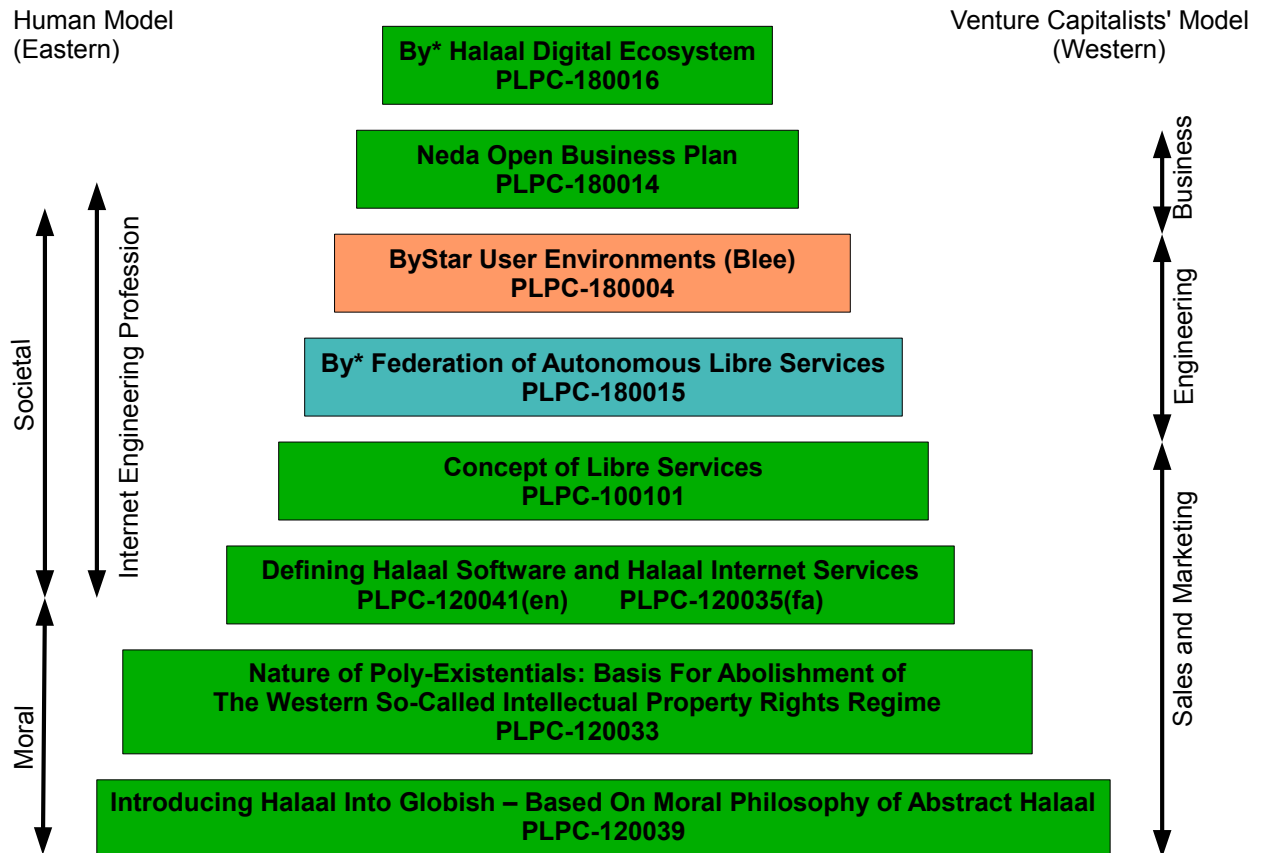 Human Model
(Eastern)
Venture Capitalists' Model
(Western)
By* Halaal Digital Ecosystem
PLPC-180016
Neda Open Business Plan
PLPC-180014
Business
ByStar User Environments (Blee)
PLPC-180004
Engineering
By* Federation of Autonomous Libre Services
PLPC-180015
Societal
Internet Engineering Profession
Concept of Libre Services
PLPC-100101
Defining Halaal Software and Halaal Internet Services
PLPC-120041(en) PLPC-120035(fa)
Sales and Marketing
Moral
Nature of Poly-Existentials: Basis For Abolishment of
The Western So-Called Intellectual Property Rights Regime
PLPC-120033
Introducing Halaal Into Globish – Based On Moral Philosophy of Abstract Halaal
PLPC-120039